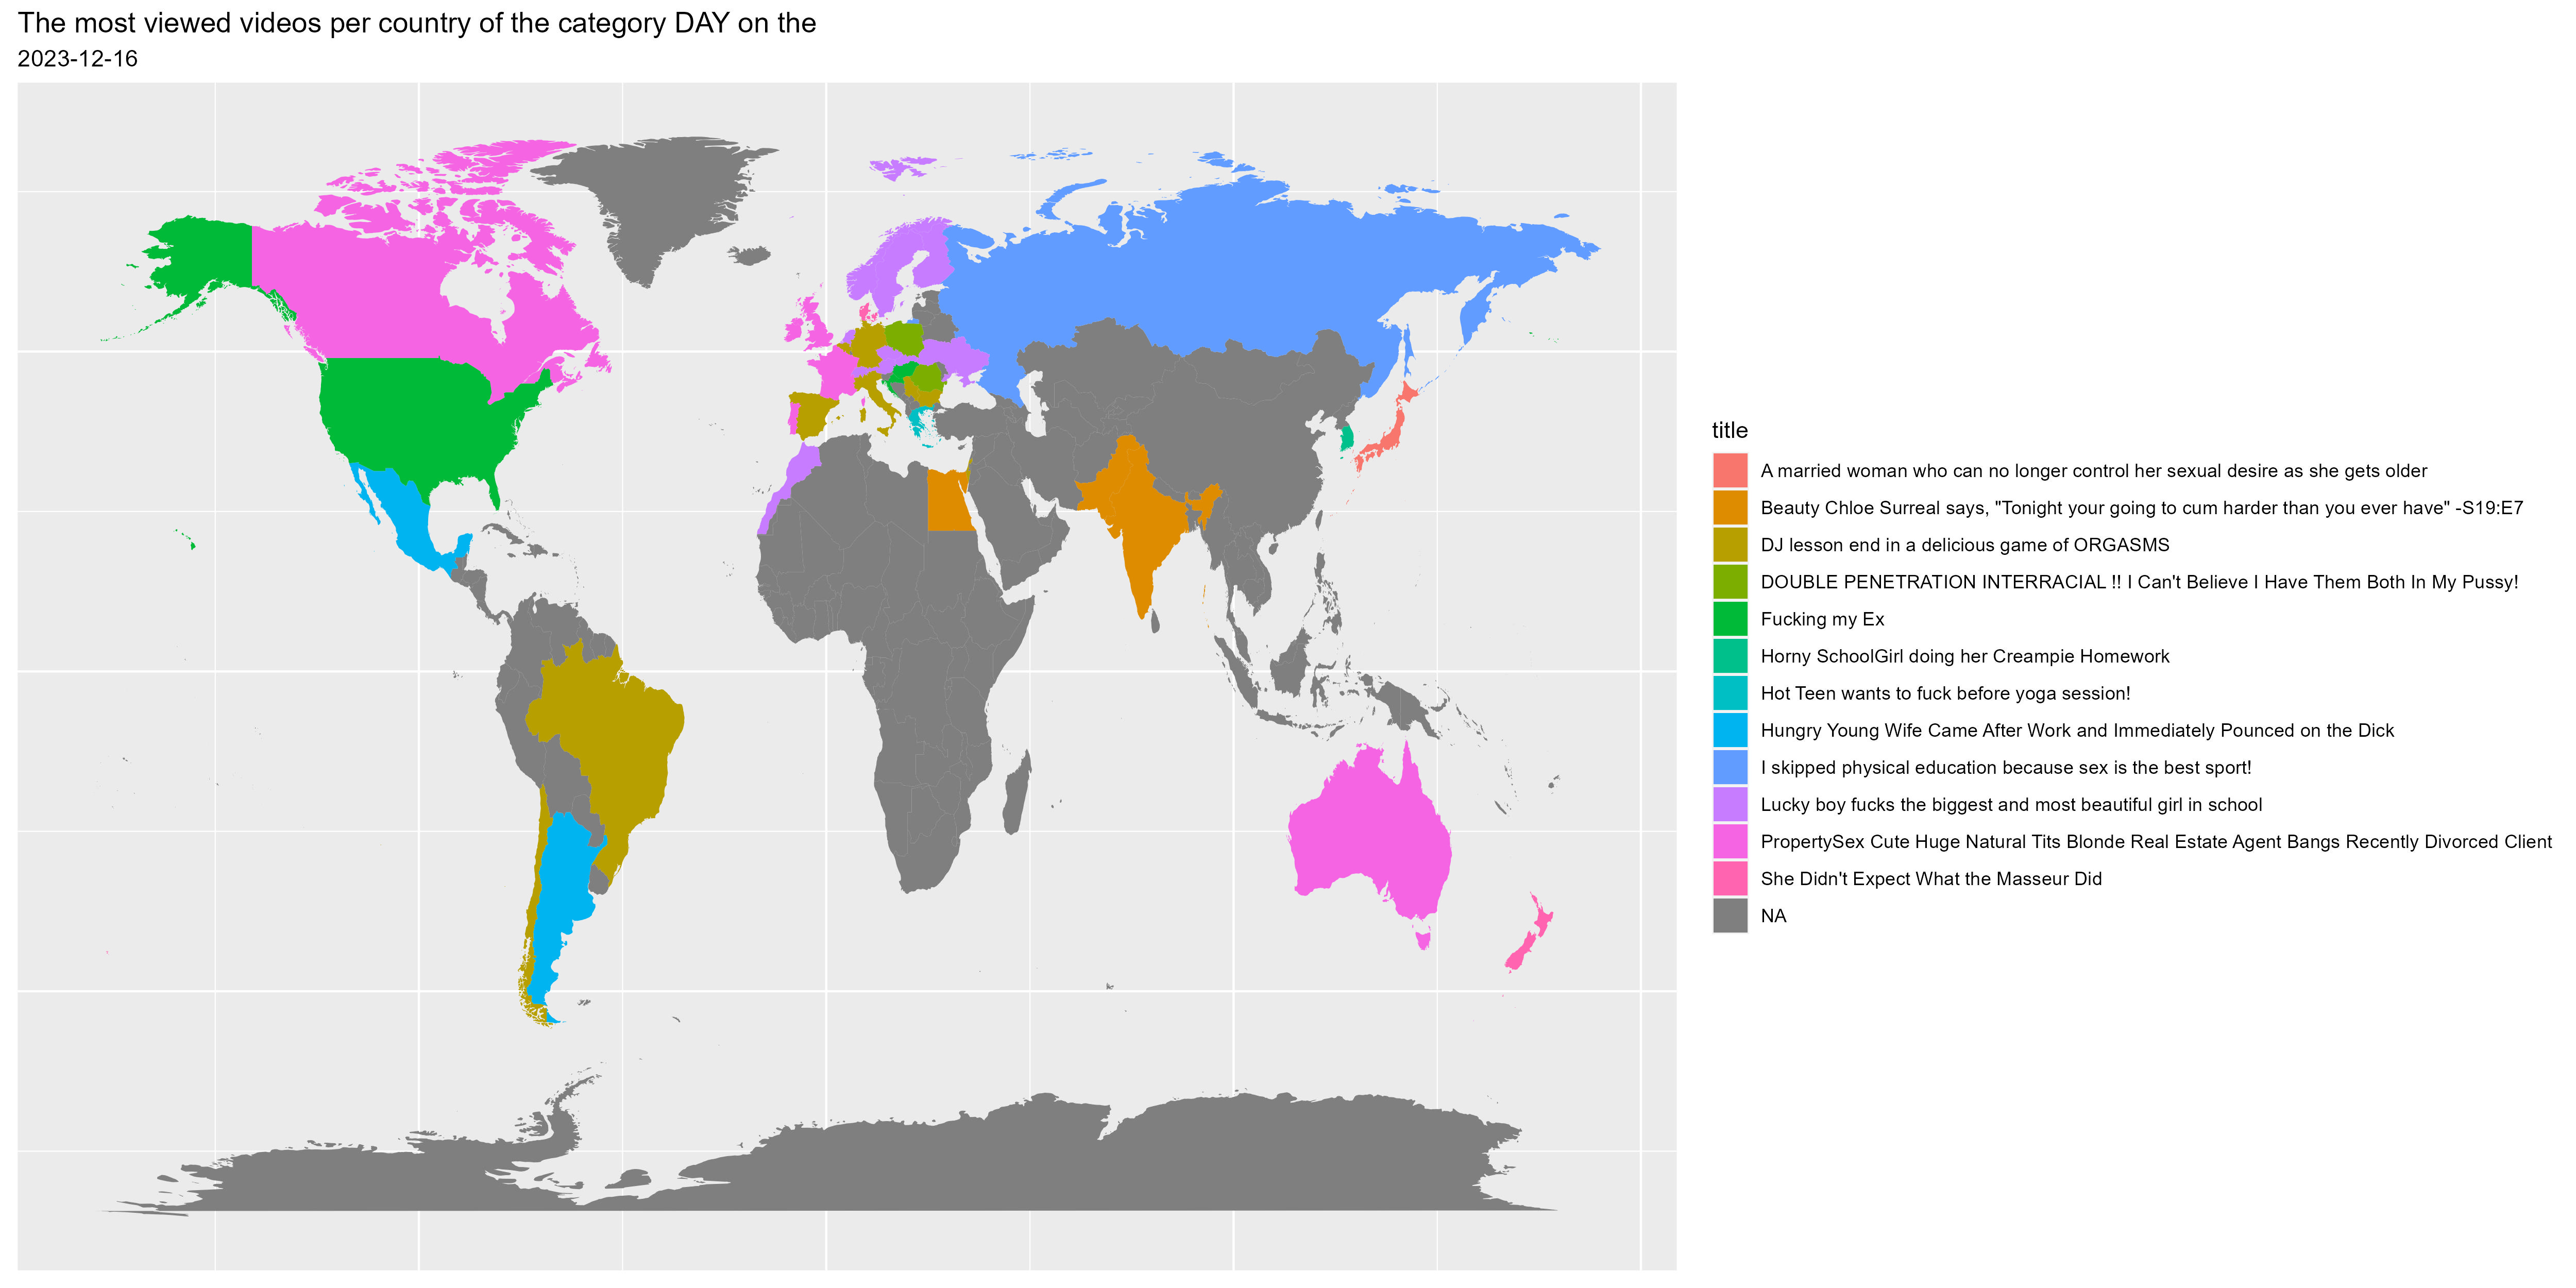 The most viewed videos per country of the category DAY on the
2023-12-16
title
A married woman who can no longer control her sexual desire as she gets older
Beauty Chloe Surreal says, "Tonight your going to cum harder than you ever have" -S19:E7
DJ lesson end in a delicious game of ORGASMS
DOUBLE PENETRATION INTERRACIAL !! I Can't Believe I Have Them Both In My Pussy!
Fucking my Ex
Horny SchoolGirl doing her Creampie Homework
Hot Teen wants to fuck before yoga session!
Hungry Young Wife Came After Work and Immediately Pounced on the Dick
I skipped physical education because sex is the best sport!
Lucky boy fucks the biggest and most beautiful girl in school
PropertySex Cute Huge Natural Tits Blonde Real Estate Agent Bangs Recently Divorced Client
She Didn't Expect What the Masseur Did
NA